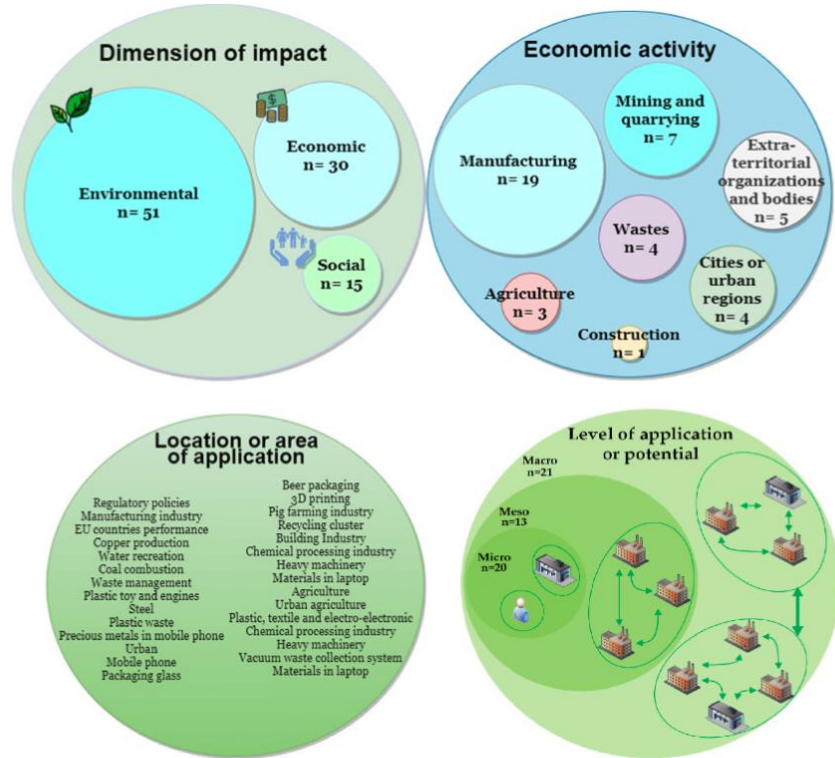 Dimension of impact
Environmental
n= 51
Economic
n= 30
Social
n= 15
Economic activity
Manufacturing
n= 19
Mining and
quarrying
n= 7
Extra-
territorial
organizations
and bodies
n= 5
Wastes
n= 4
Cities or
urban
regions
n= 4
Agriculture
n= 3
Construction
n= 1
Location or area
of application
Regulatory policies
Manufacturing industry
EU countries performance
Copper production
Water recreation
Coal combustion
Waste management
Plastic toy and engines
Steel
Plastic waste
Precious metals in mobile phone
Urban
Mobile phone
Packaging glass
Beer packaging
3D printing
Pig farming industry
Recycling cluster
Building Industry
Chemical processing industry
Heavy machinery
Materials in laptop
Agriculture
Urban agriculture
Plastic, textile and electro-electronic
Chemical processing industry
Heavy machinery
Vacuum waste collection system
Materials in laptop
Level of application
or potential
Macro
n=21
Meso
n=13
Micro
n=20